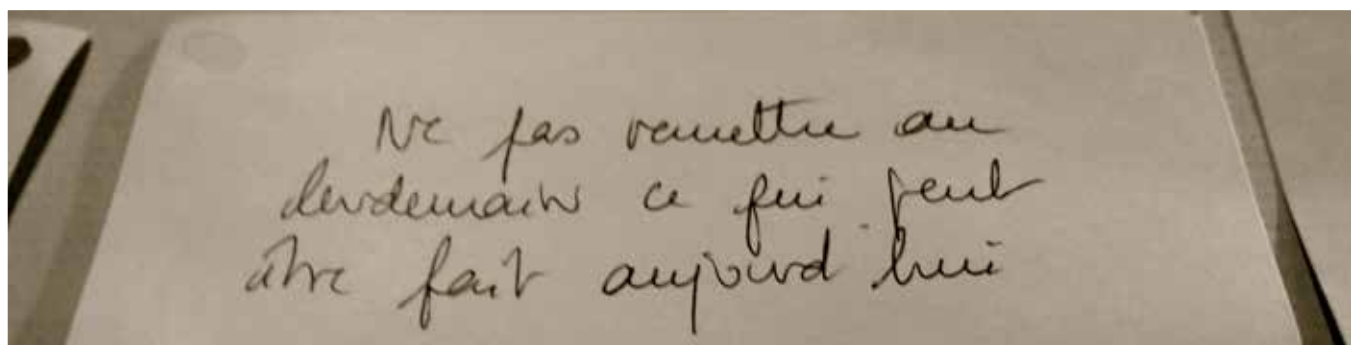 Ne pas remettre au
lendemain ce qui peut
être fait aujourd'hui